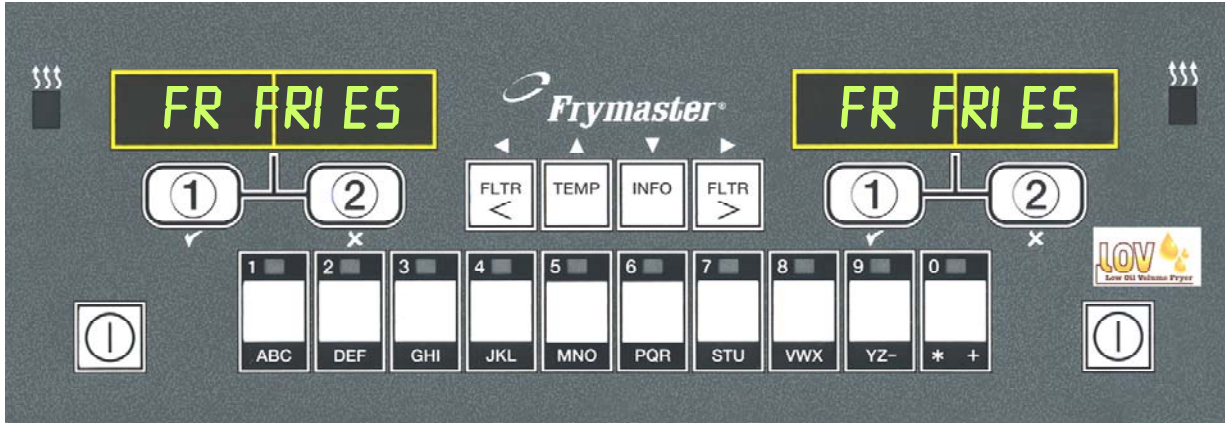 FR FRIES
Frymaster®
FR FRIES
1 2
FLTR < TEMP INFO FLTR >
1 2
LOV
Low Oil Volume Fryer
1 2 3 4 5 6 7 8 9 0
ABC DEF GHI JKL MNO PQR STU VWX YZ- * +